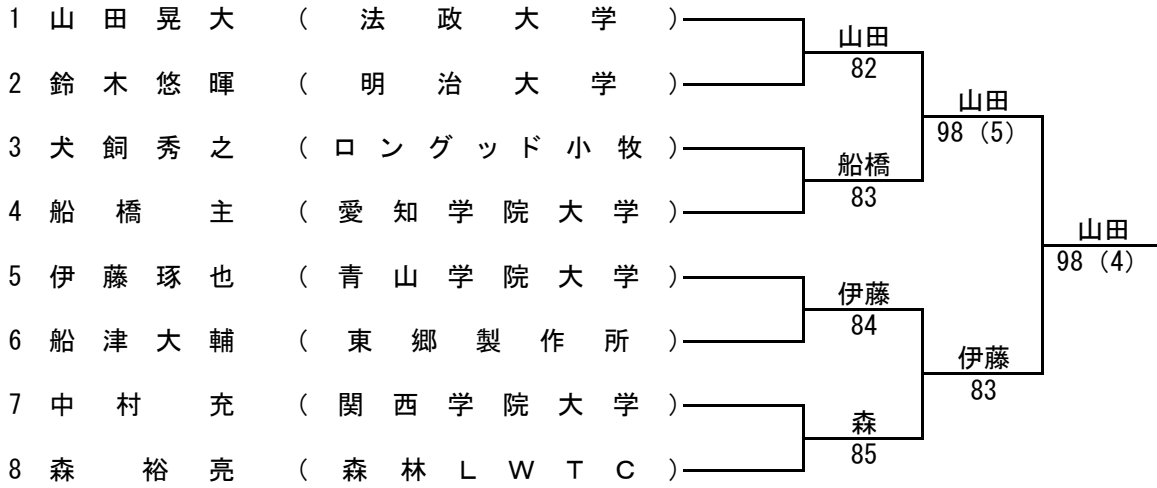 1 山田晃大 (法政大学)
山田
82
2 鈴木悠暉 (明治大学)
山田
98 (5)
3 犬飼秀之 (ロングッド小牧)
船橋
83
4 船橋主 (愛知学院大学)
山田
98 (4)
5 伊藤琢也 (青山学院大学)
伊藤
84
6 船津大輔 (東郷製作所)
伊藤
83
7 中村充 (関西学院大学)
森
85
8 森裕亮 (森林LWTC)